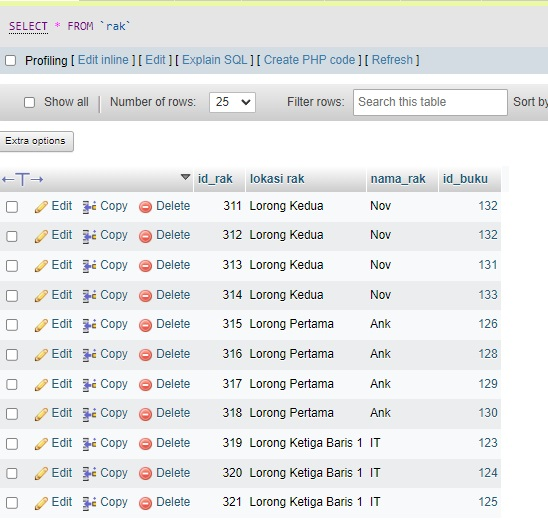 SELECT * FROM `rak`
Profiling [ Edit inline ] [ Edit ] [ Explain SQL ] [ Create PHP code ] [ Refresh ]
Show all | Number of rows: 25 Filter rows: Search this table Sort by
Extra options
←T→ id_rak lokasi rak nama_rak id_buku
Edit Copy Delete 311 Lorong Kedua Nov 132
Edit Copy Delete 312 Lorong Kedua Nov 132
Edit Copy Delete 313 Lorong Kedua Nov 131
Edit Copy Delete 314 Lorong Kedua Nov 133
Edit Copy Delete 315 Lorong Pertama Ank 126
Edit Copy Delete 316 Lorong Pertama Ank 128
Edit Copy Delete 317 Lorong Pertama Ank 129
Edit Copy Delete 318 Lorong Pertama Ank 130
Edit Copy Delete 319 Lorong Ketiga Baris 1 IT 123
Edit Copy Delete 320 Lorong Ketiga Baris 1 IT 124
Edit Copy Delete 321 Lorong Ketiga Baris 1 IT 125